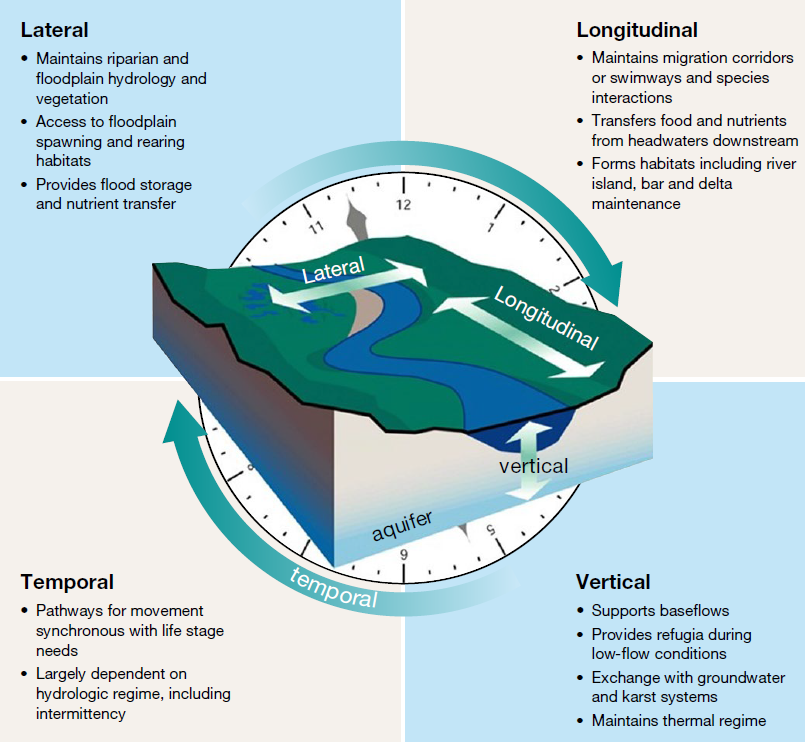 Lateral
• Maintains riparian and
floodplain hydrology and
vegetation
• Access to floodplain
spawning and rearing
habitats
• Provides flood storage
and nutrient transfer
Longitudinal
• Maintains migration corridors
or swimways and species
interactions
• Transfers food and nutrients
from headwaters downstream
• Forms habitats including river
island, bar and delta
maintenance
11
12
1
2
Lateral
Longitudinal
vertical
aquifer
5
6
temporal
Temporal
• Pathways for movement
synchronous with life stage
needs
• Largely dependent on
hydrologic regime, including
intermittency
Vertical
• Supports baseflows
• Provides refugia during
low-flow conditions
• Exchange with groundwater
and karst systems
• Maintains thermal regime